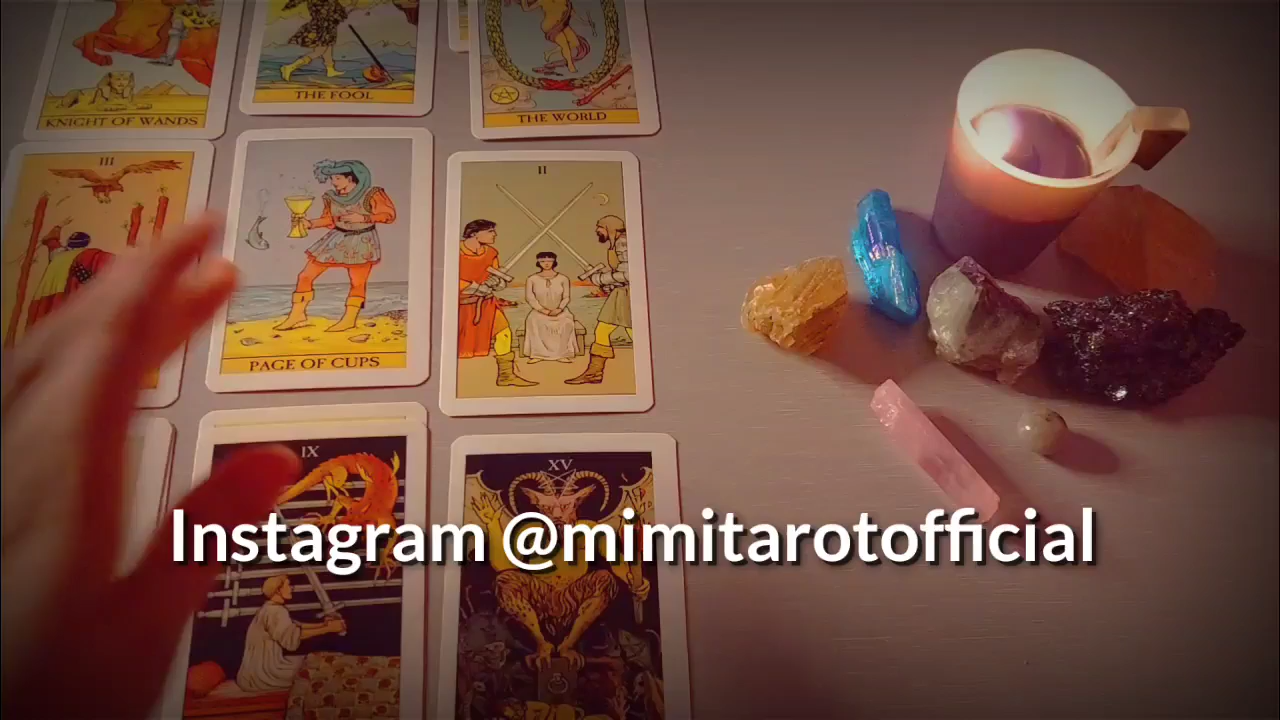 KNIGHT OF WANDS
THE FOOL
THE WORLD
III
PAGE OF CUPS
II
IX
XV
Instagram @mimitarotofficial